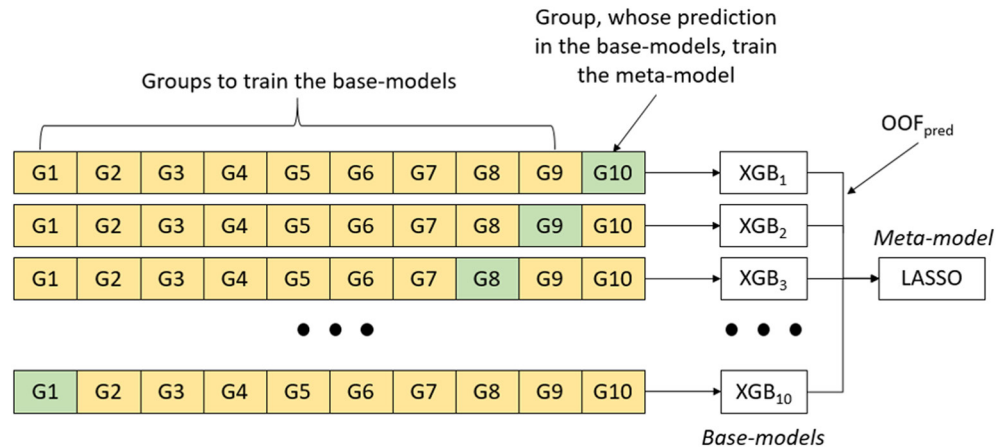 Group, whose prediction
in the base-models, train
the meta-model
Groups to train the base-models
OOFpred
G1 G2 G3 G4 G5 G6 G7 G8 G9 G10 XGB1
G1 G2 G3 G4 G5 G6 G7 G8 G9 G10 XGB2
Meta-model
G1 G2 G3 G4 G5 G6 G7 G8 G9 G10 XGB3 LASSO
G1 G2 G3 G4 G5 G6 G7 G8 G9 G10 XGB10
Base-models